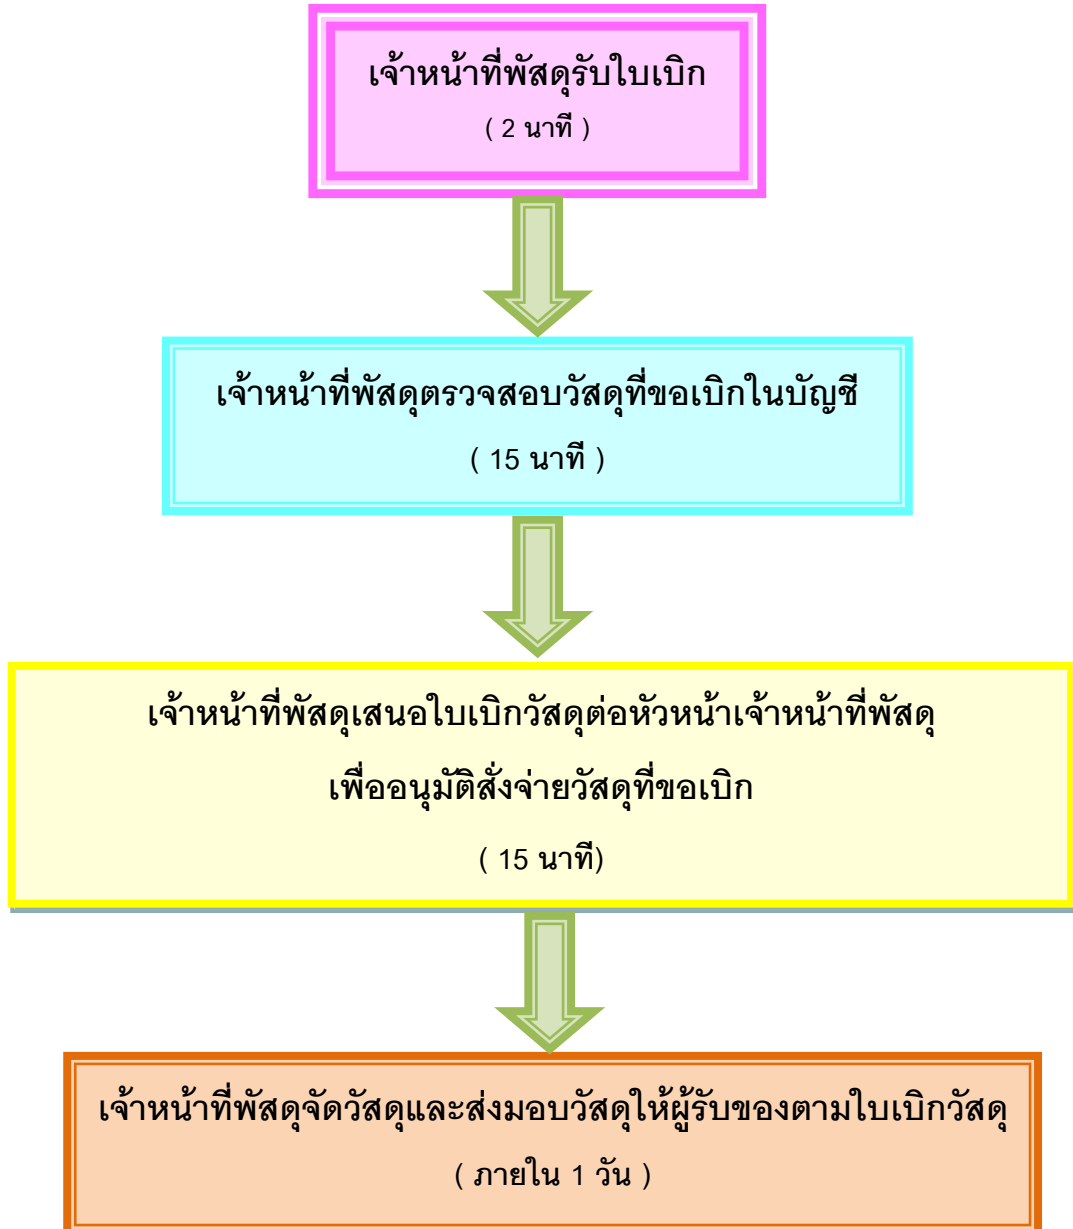 เจ้าหน้าที่พัสดุรับใบเบิก
( 2 นาที )
เจ้าหน้าที่พัสดุตรวจสอบวัสดุที่ขอเบิกในบัญชี
( 15 นาที )
เจ้าหน้าที่พัสดุเสนอใบเบิกวัสดุต่อหัวหน้าเจ้าหน้าที่พัสดุ
เพื่ออนุมัติสั่งจ่ายวัสดุที่ขอเบิก
( 15 นาที)
เจ้าหน้าที่พัสดุจัดวัสดุและส่งมอบวัสดุให้ผู้รับของตามใบเบิกวัสดุ
( ภายใน 1 วัน )